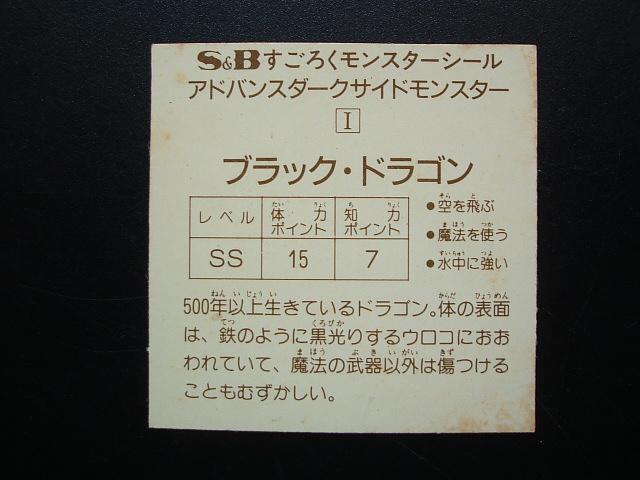 S&Bすごろくモンスターシール
アドバンスダークサイドモンスター
I
ブラック・ドラゴン
レベル 体力ポイント 知力ポイント
SS 15 7
●空を飛ぶ
●魔法を使う
●水中に強い
500年以上生きているドラゴン。体の表面
は、鉄のように黒光りするウロコにおお
われていて、魔法の武器以外は傷つける
こともむずかしい。